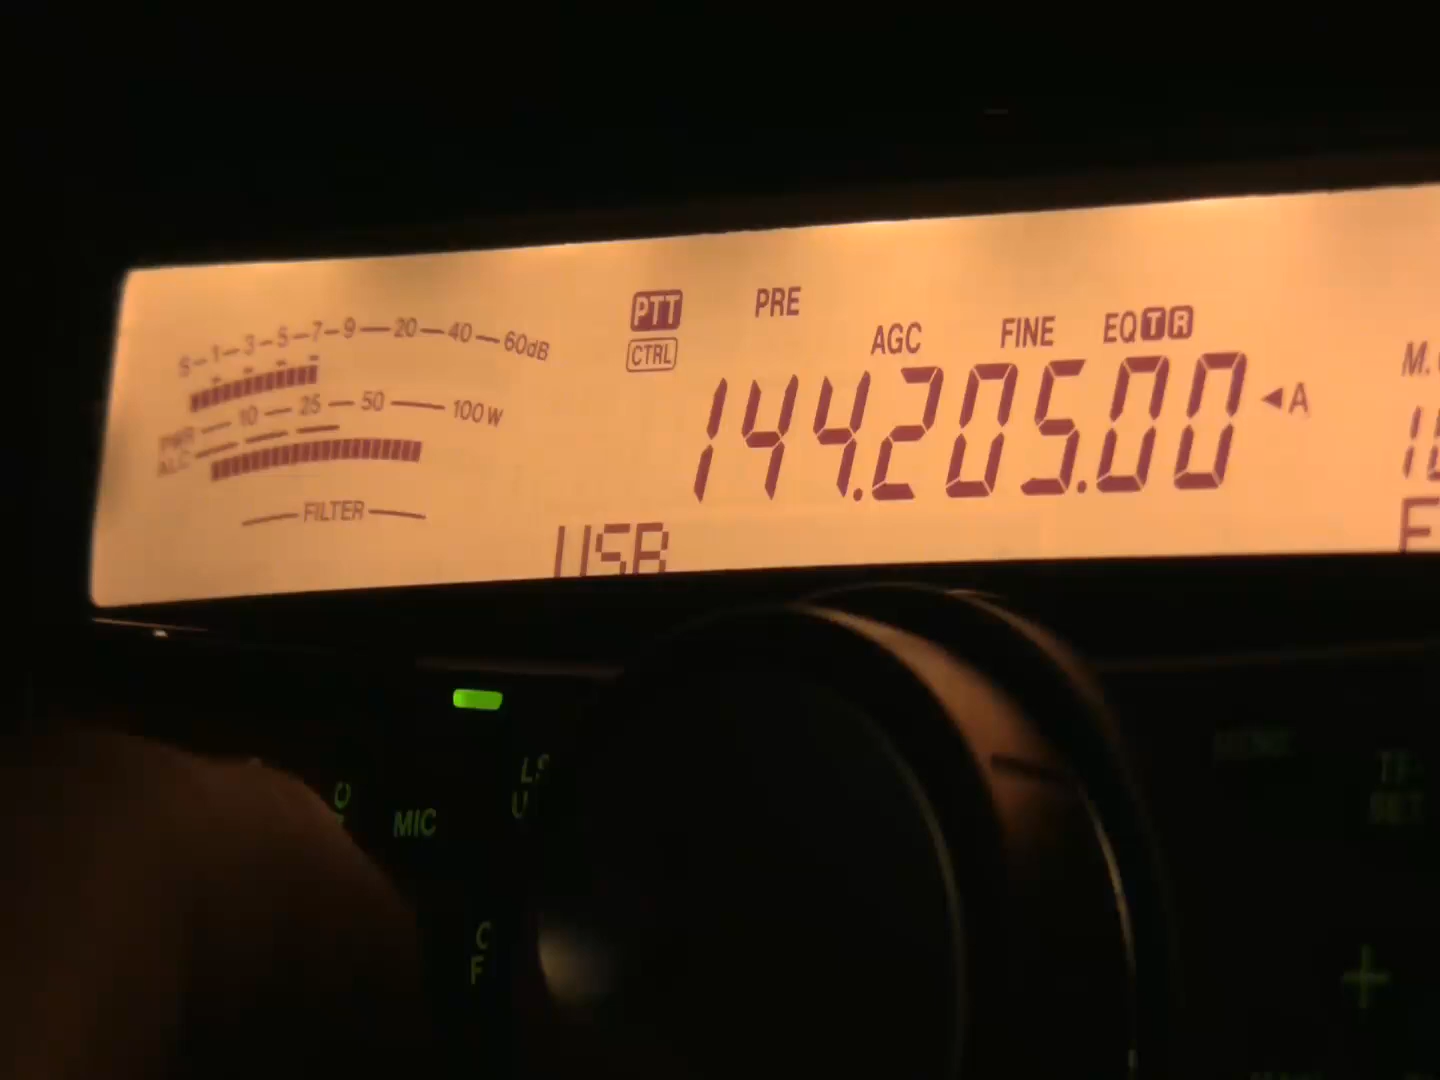 S-1-3-5-7-9-20-40-60dB
PWR 10 25 50 100W
ALC
FILTER
PTT PRE
CTRL AGC FINE EQ TR
144.205.00 ◄A
USB
M.
MIC